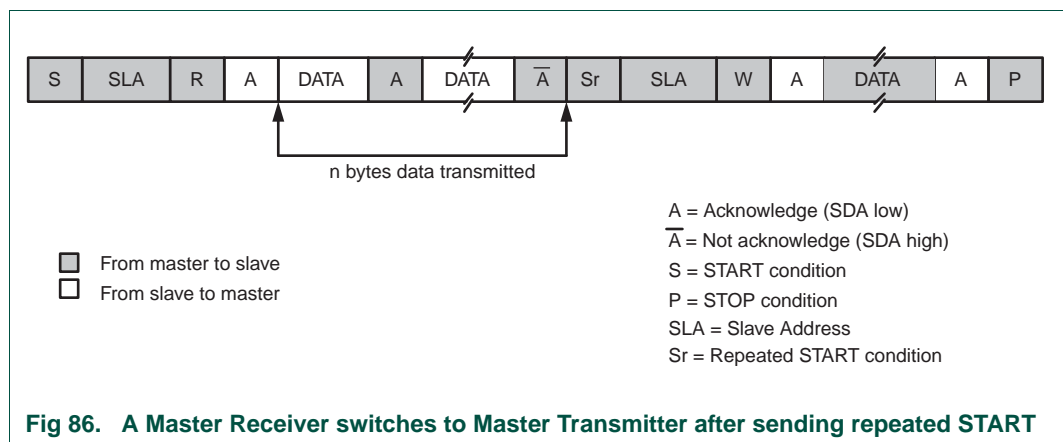 S SLA R A DATA A DATA A̅ Sr SLA W A DATA A P
n bytes data transmitted
From master to slave
From slave to master
A = Acknowledge (SDA low)
A̅ = Not acknowledge (SDA high)
S = START condition
P = STOP condition
SLA = Slave Address
Sr = Repeated START condition
Fig 86. A Master Receiver switches to Master Transmitter after sending repeated START